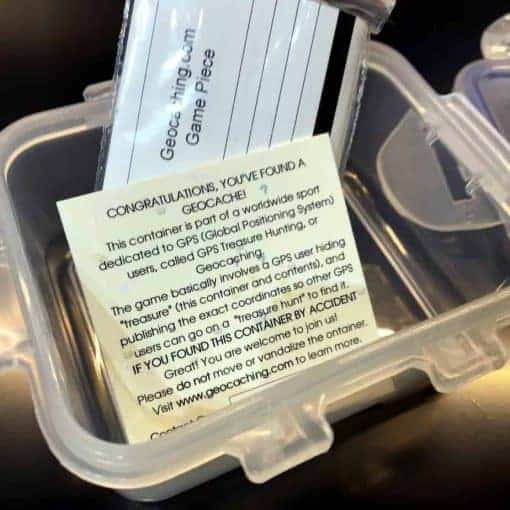 Geocaching.com
Game Piece
CONGRATULATIONS, YOU'VE FOUND A
GEOCACHE!
This container is part of a worldwide sport
dedicated to GPS (Global Positioning System)
users, called GPS Treasure Hunting, or
Geocaching.
The game basically involves a GPS user hiding
"treasure" (this container and contents), and
publishing the exact coordinates so other GPS
users can go on a "treasure hunt" to find it.
IF YOU FOUND THIS CONTAINER BY ACCIDENT
Great! You are welcome to join us!
Please do not move or vandalize the ontainer.
Visit www.geocaching.com to learn more.